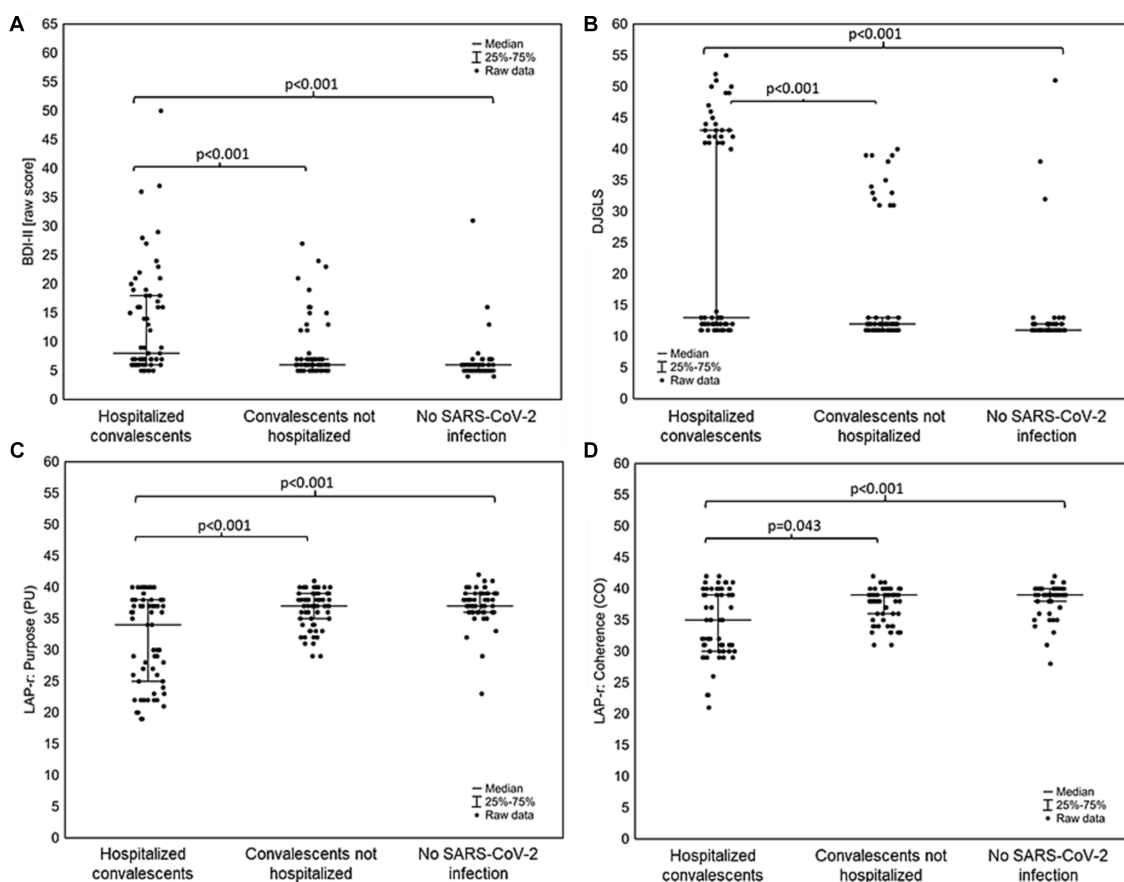 A
65
60
55
50
45
40
35
30
25
20
15
10
5
0
BDI-II [raw score]
Median
25%-75%
Raw data
p<0.001
p<0.001
Hospitalized
convalescents
Convalescents not
hospitalized
No SARS-CoV-2
infection
B
60
55
50
45
40
35
30
25
20
15
10
5
0
DJGLS
p<0.001
p<0.001
Median
25%-75%
Raw data
Hospitalized
convalescents
Convalescents not
hospitalized
No SARS-CoV-2
infection
C
60
55
50
45
40
35
30
25
20
15
10
5
0
LAP-r: Purpose (PU)
p<0.001
p<0.001
Median
25%-75%
Raw data
Hospitalized
convalescents
Convalescents not
hospitalized
No SARS-CoV-2
infection
D
60
55
50
45
40
35
30
25
20
15
10
5
0
LAP-r: Coherence (CO)
p<0.001
p=0.043
Median
25%-75%
Raw data
Hospitalized
convalescents
Convalescents not
hospitalized
No SARS-CoV-2
infection